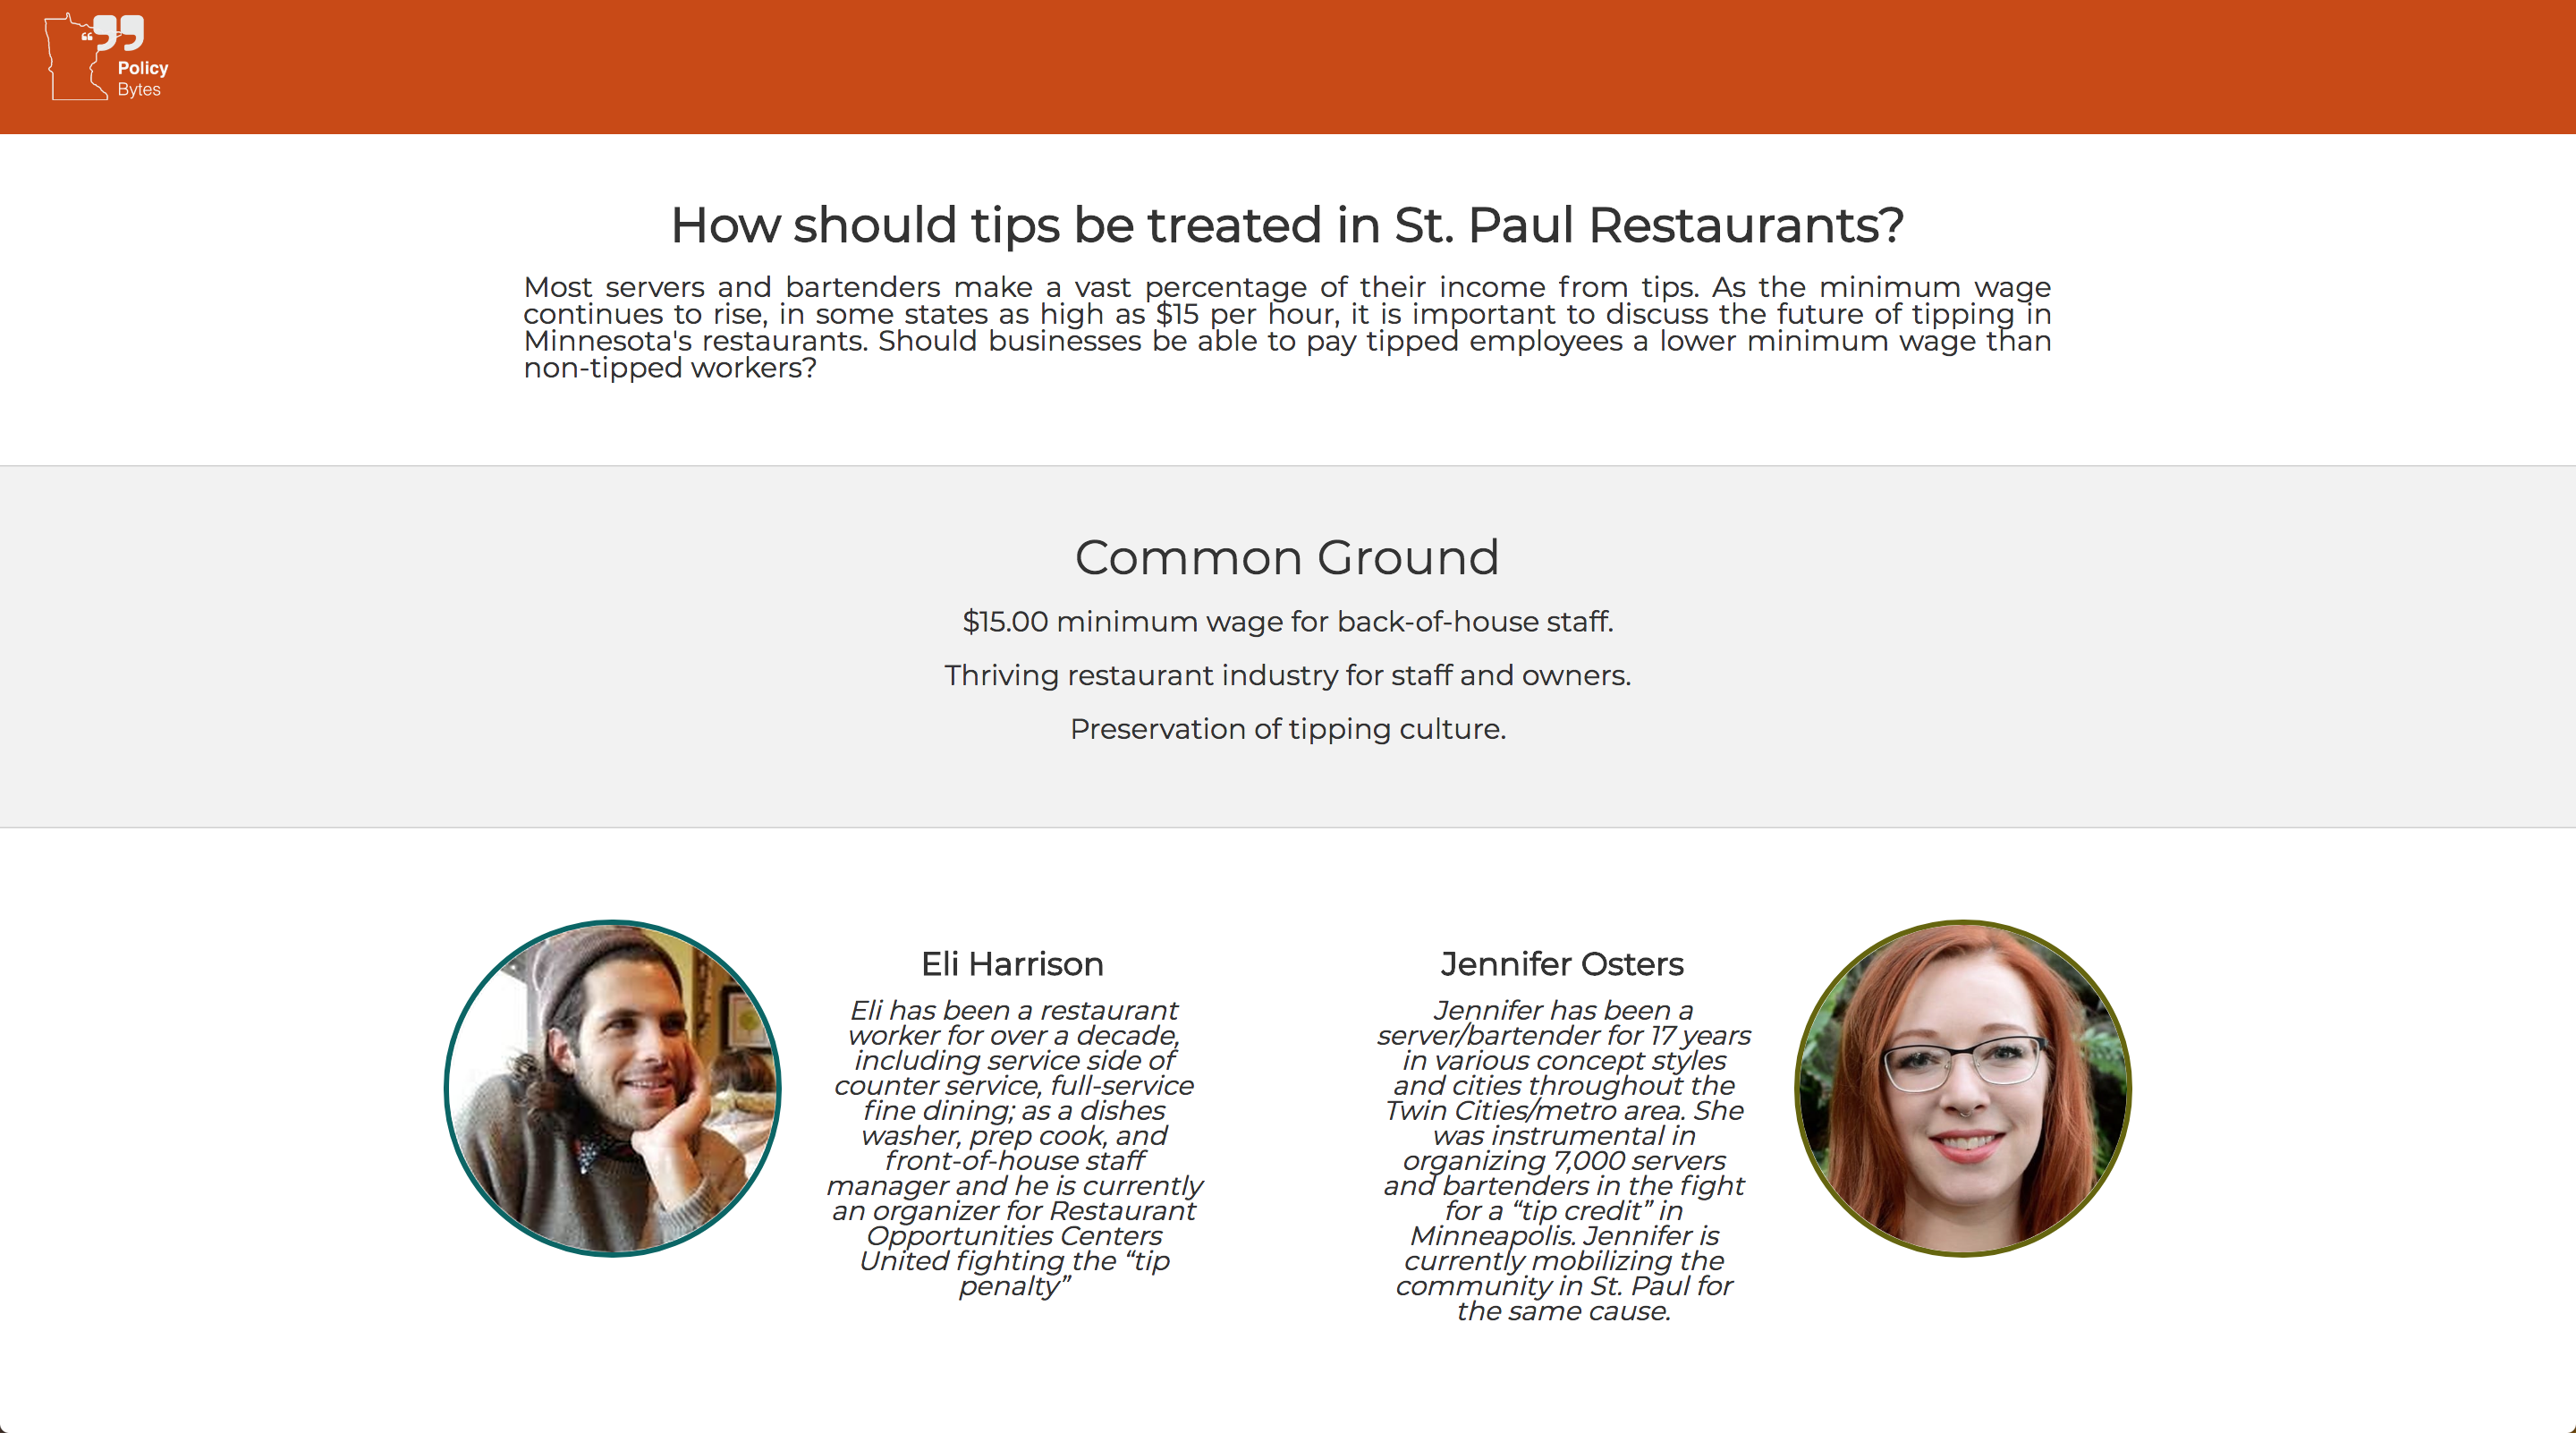 Policy
Bytes
How should tips be treated in St. Paul Restaurants?
Most servers and bartenders make a vast percentage of their income from tips. As the minimum wage
continues to rise, in some states as high as $15 per hour, it is important to discuss the future of tipping in
Minnesota's restaurants. Should businesses be able to pay tipped employees a lower minimum wage than
non-tipped workers?
Common Ground
$15.00 minimum wage for back-of-house staff.
Thriving restaurant industry for staff and owners.
Preservation of tipping culture.
Eli Harrison
Eli has been a restaurant
worker for over a decade,
including service side of
counter service, full-service
fine dining; as a dishes
washer, prep cook, and
front-of-house staff
manager and he is currently
an organizer for Restaurant
Opportunities Centers
United fighting the “tip
penalty”
Jennifer Osters
Jennifer has been a
server/bartender for 17 years
in various concept styles
and cities throughout the
Twin Cities/metro area. She
was instrumental in
organizing 7,000 servers
and bartenders in the fight
for a “tip credit” in
Minneapolis. Jennifer is
currently mobilizing the
community in St. Paul for
the same cause.